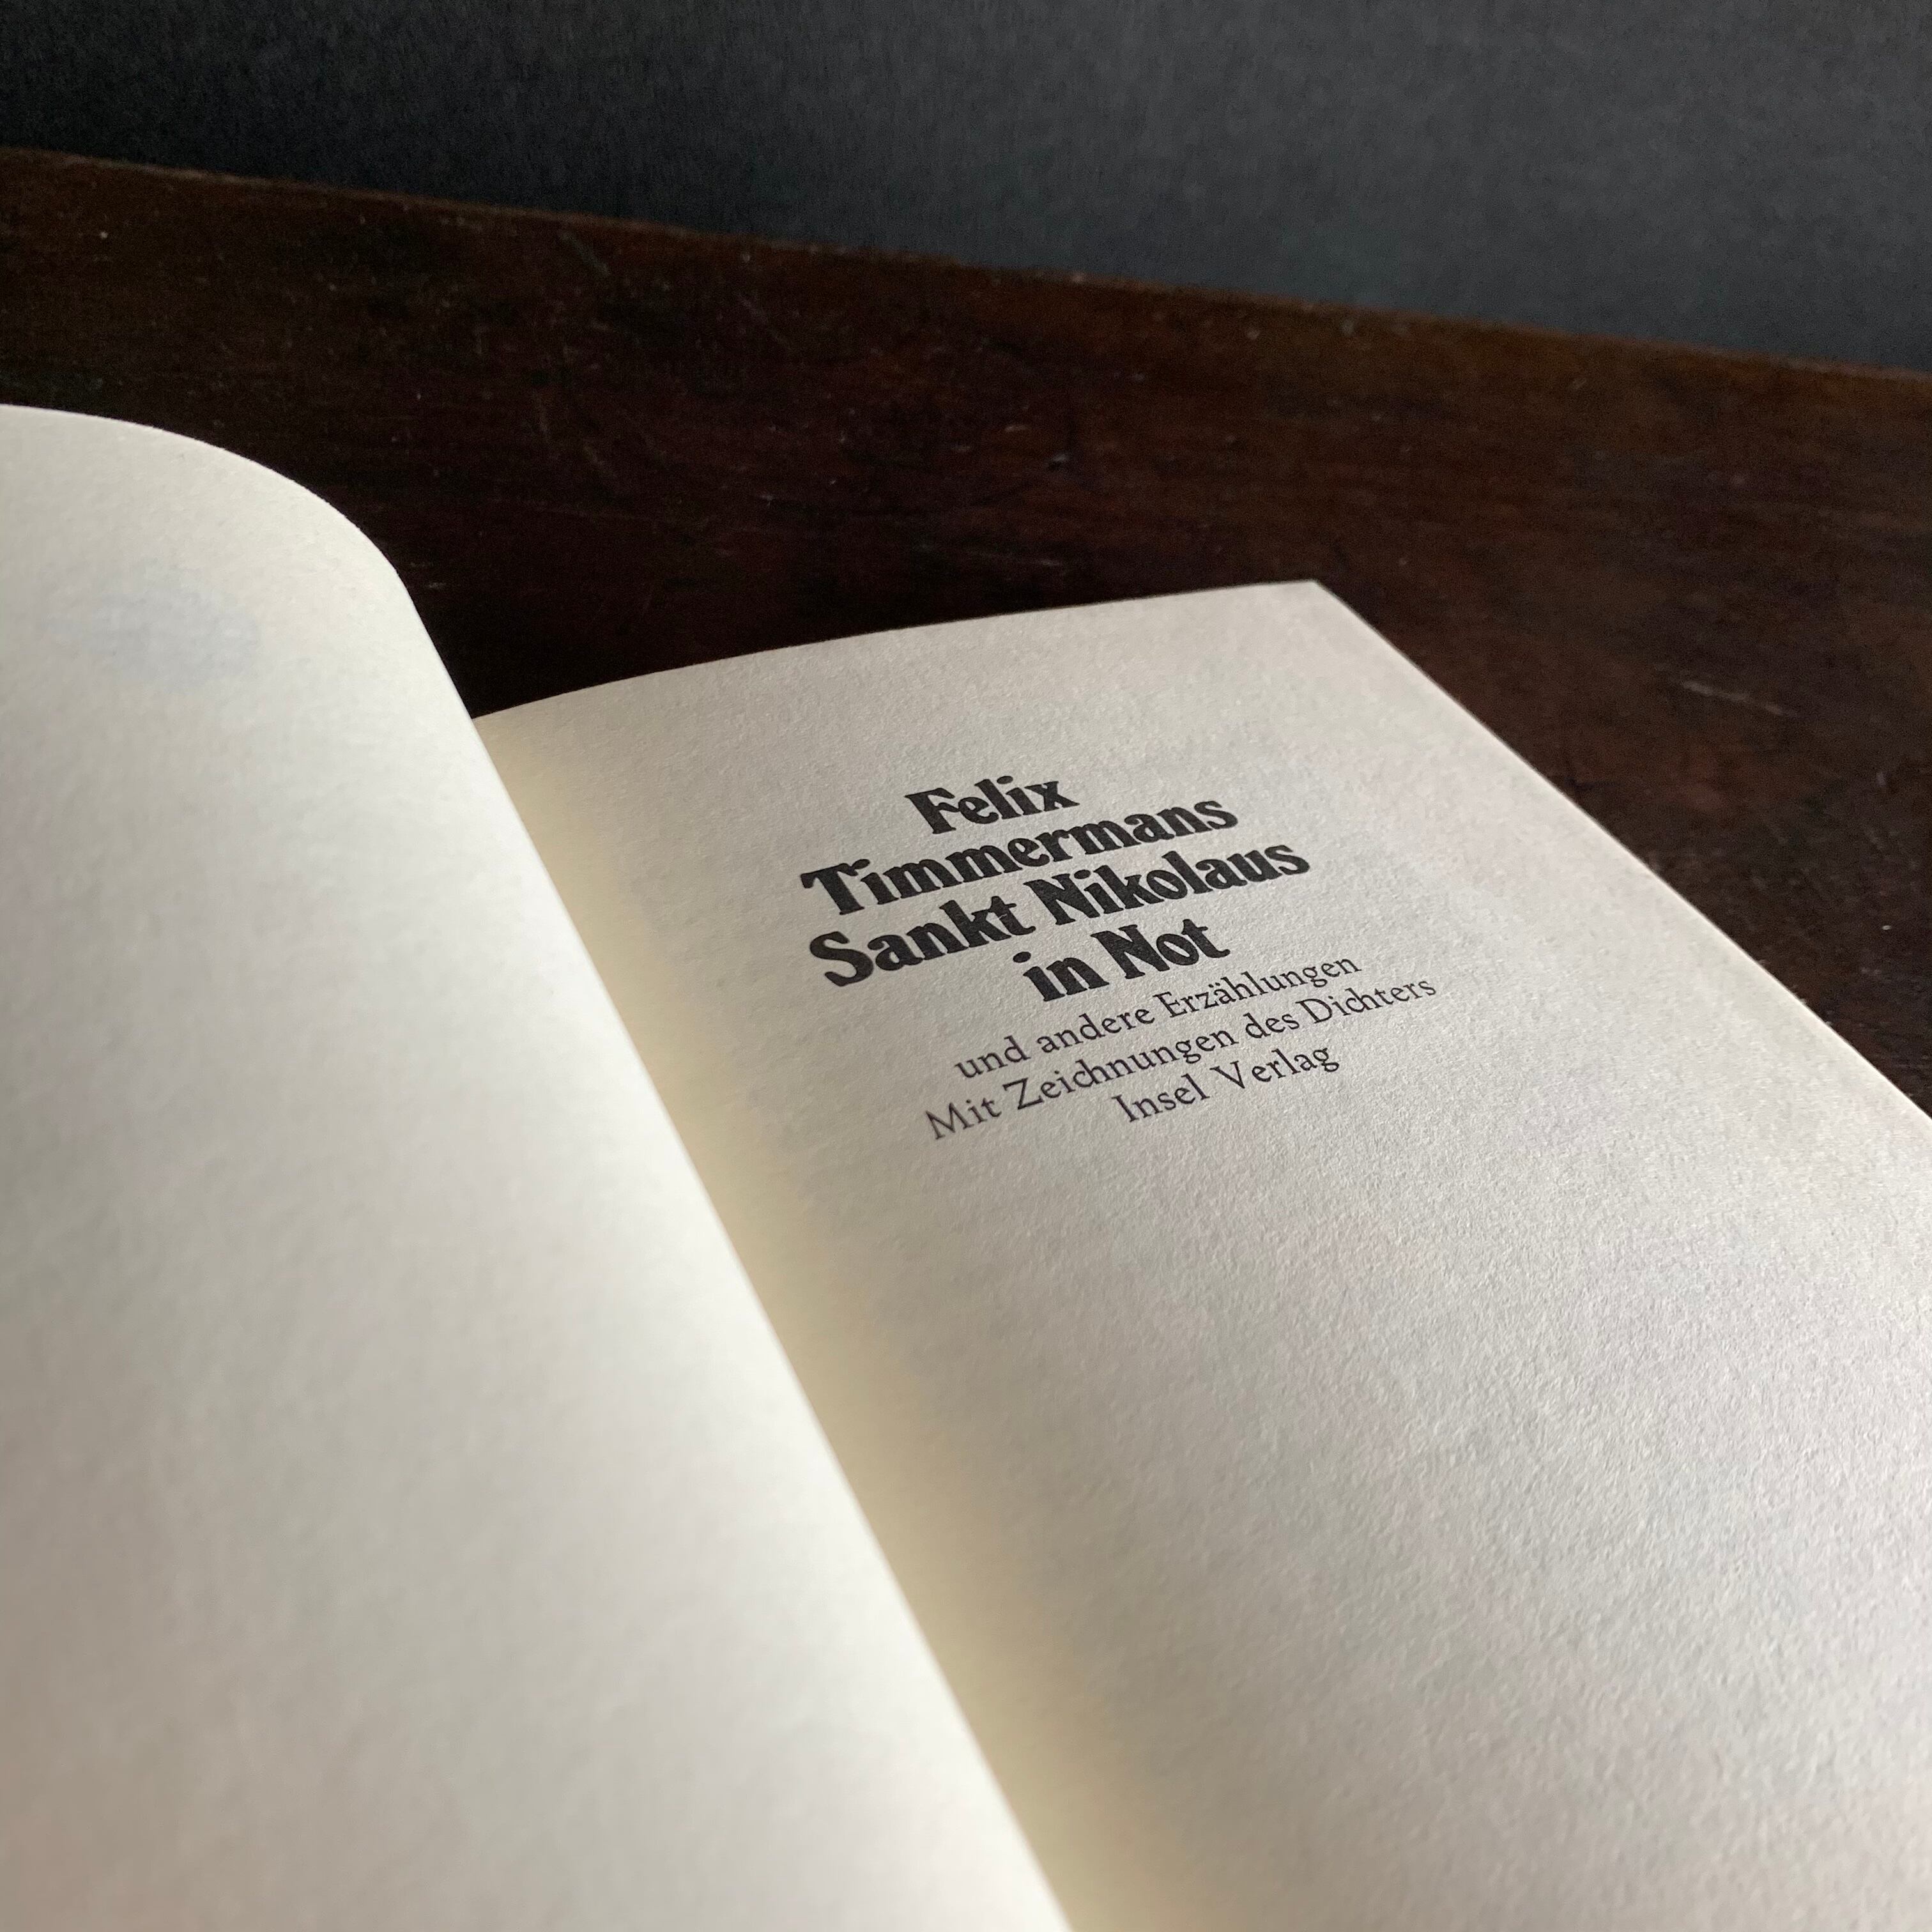 Felix
Timmermans
Sankt Nikolaus
in Not
und andere Erzählungen
Mit Zeichnungen des Dichters
Insel Verlag